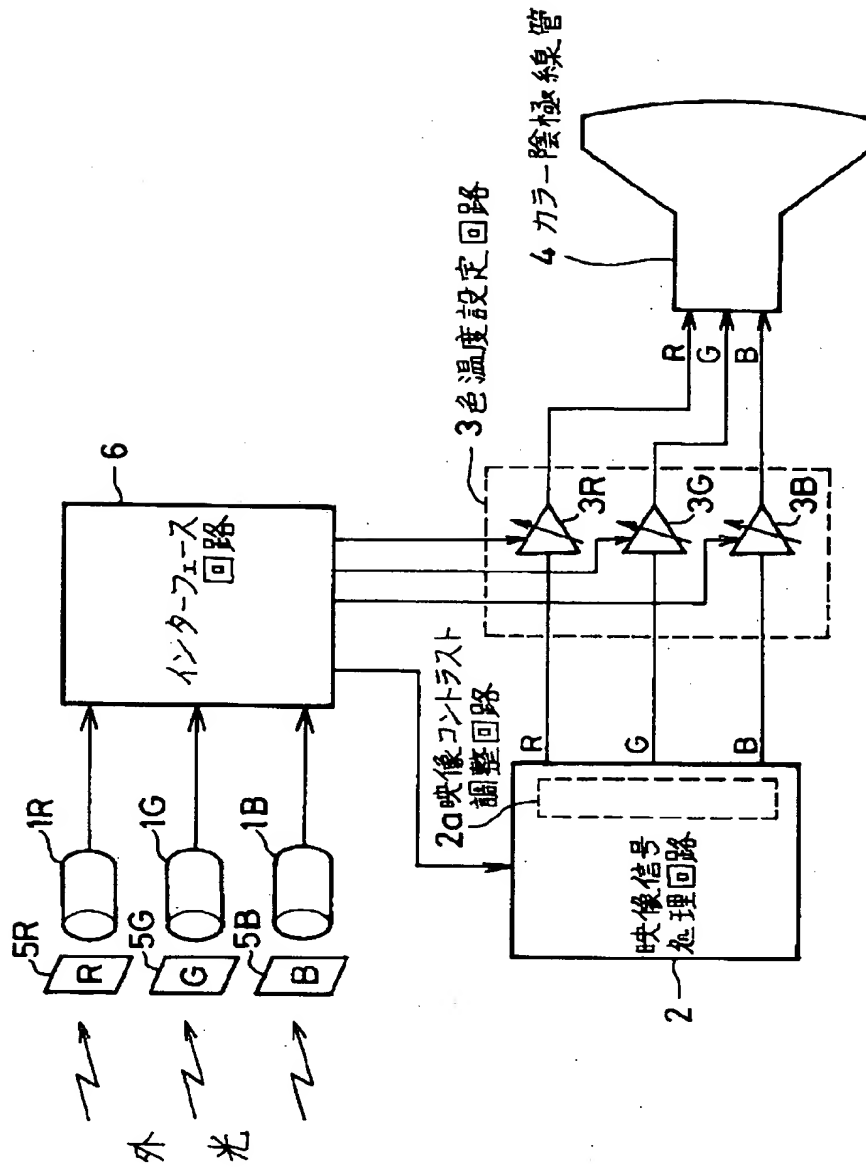 外光
5R
R
1R
5G
G
1G
5B
B
1B
インターフェース
回路
6
2a映像コントラスト
調整回路
映像信号
処理回路
2
R
G
B
3色温度設定回路
3R
3G
3B
R
G
B
4カラー陰極線管